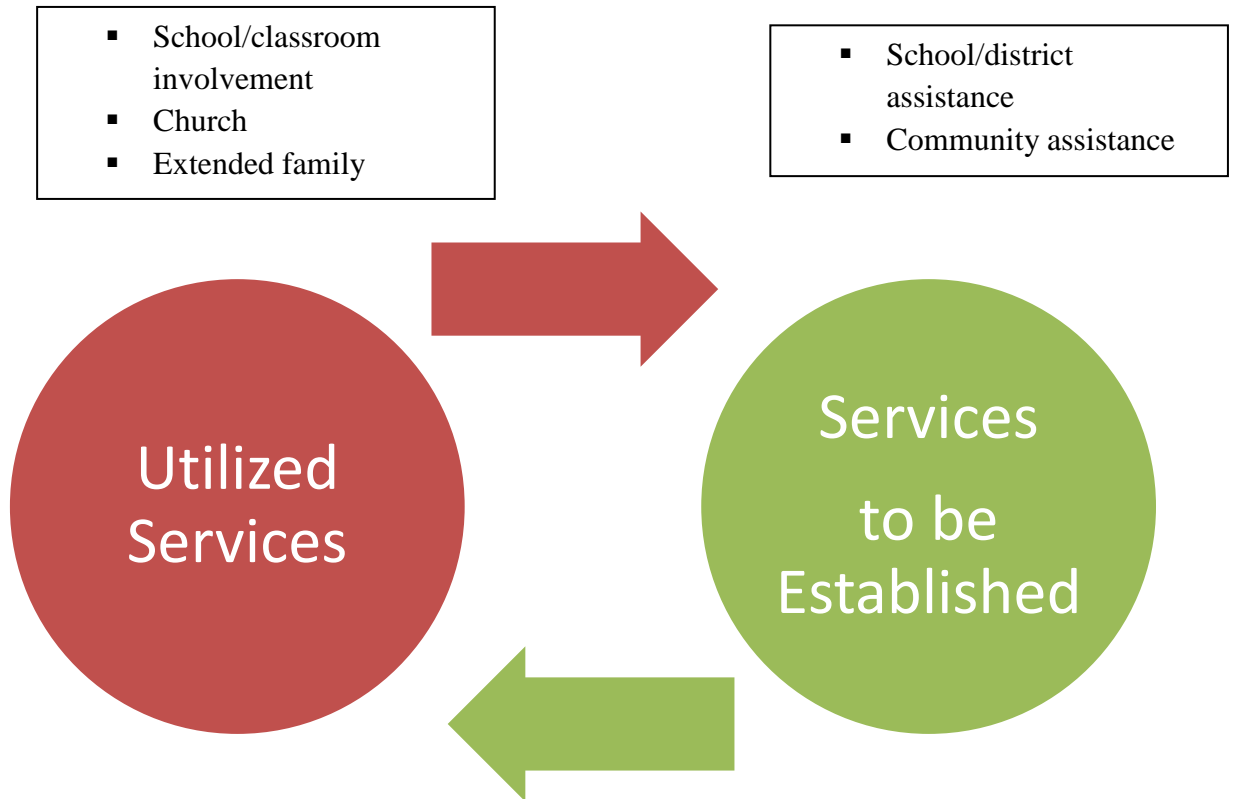 ▪ School/classroom
involvement
▪ Church
▪ Extended family
▪ School/district
assistance
▪ Community assistance
Utilized
Services
Services
to be
Established